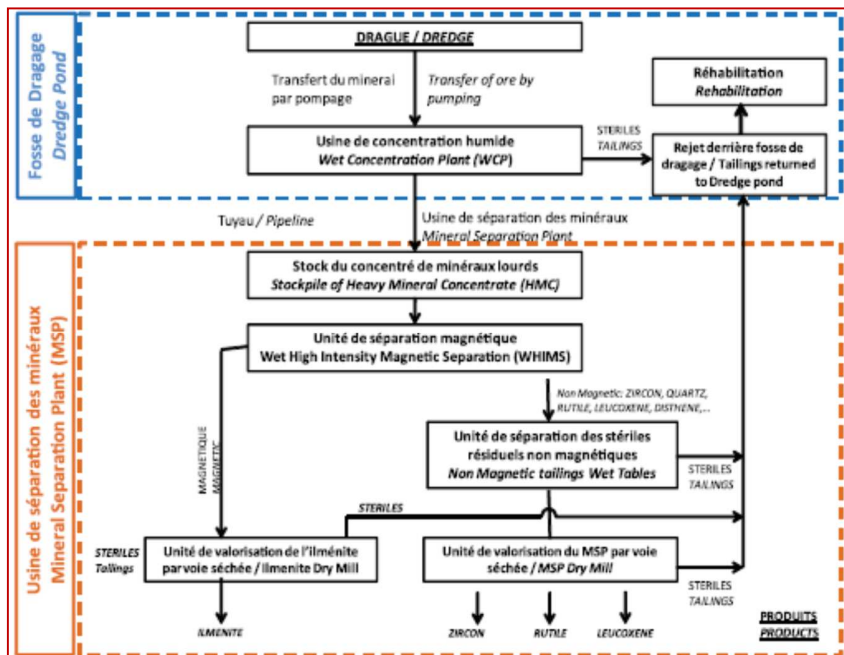 Fosse de Dragage
Dredge Pond
DRAGUE / DREDGE
Transfert du minerai
par pompage
Transfer of ore by
pumping
Usine de concentration humide
Wet Concentration Plant (WCP)
STERILES
TAILINGS
Réhabilitation
Rehabilitation
Rejet derrière fosse de
dragage / Tailings returned
to Dredge pond
Tuyau / Pipeline
Usine de séparation des minéraux
Mineral Separation Plant
Usine de séparation des minéraux
Mineral Separation Plant (MSP)
Stock du concentré de minéraux lourds
Stockpile of Heavy Mineral Concentrate (HMC)
Unité de séparation magnétique
Wet High Intensity Magnetic Separation (WHIMS)
MAGNETIQUE
MAGNETIC
Non Magnetic: ZIRCON, QUARTZ,
RUTILE, LEUCOXENE, DISTHENE,...
Unité de séparation des stériles
résiduels non magnétiques
Non Magnetic tailings Wet Tables
STERILES
TAILINGS
STERILES
STERILES
Tailings
Unité de valorisation de l'ilménite
par voie séchée / Ilmenite Dry Mill
Unité de valorisation du MSP par voie
séchée / MSP Dry Mill
STERILES
TAILINGS
ILMENITE
ZIRCON
RUTILE
LEUCOXENE
PRODUITS
PRODUCTS